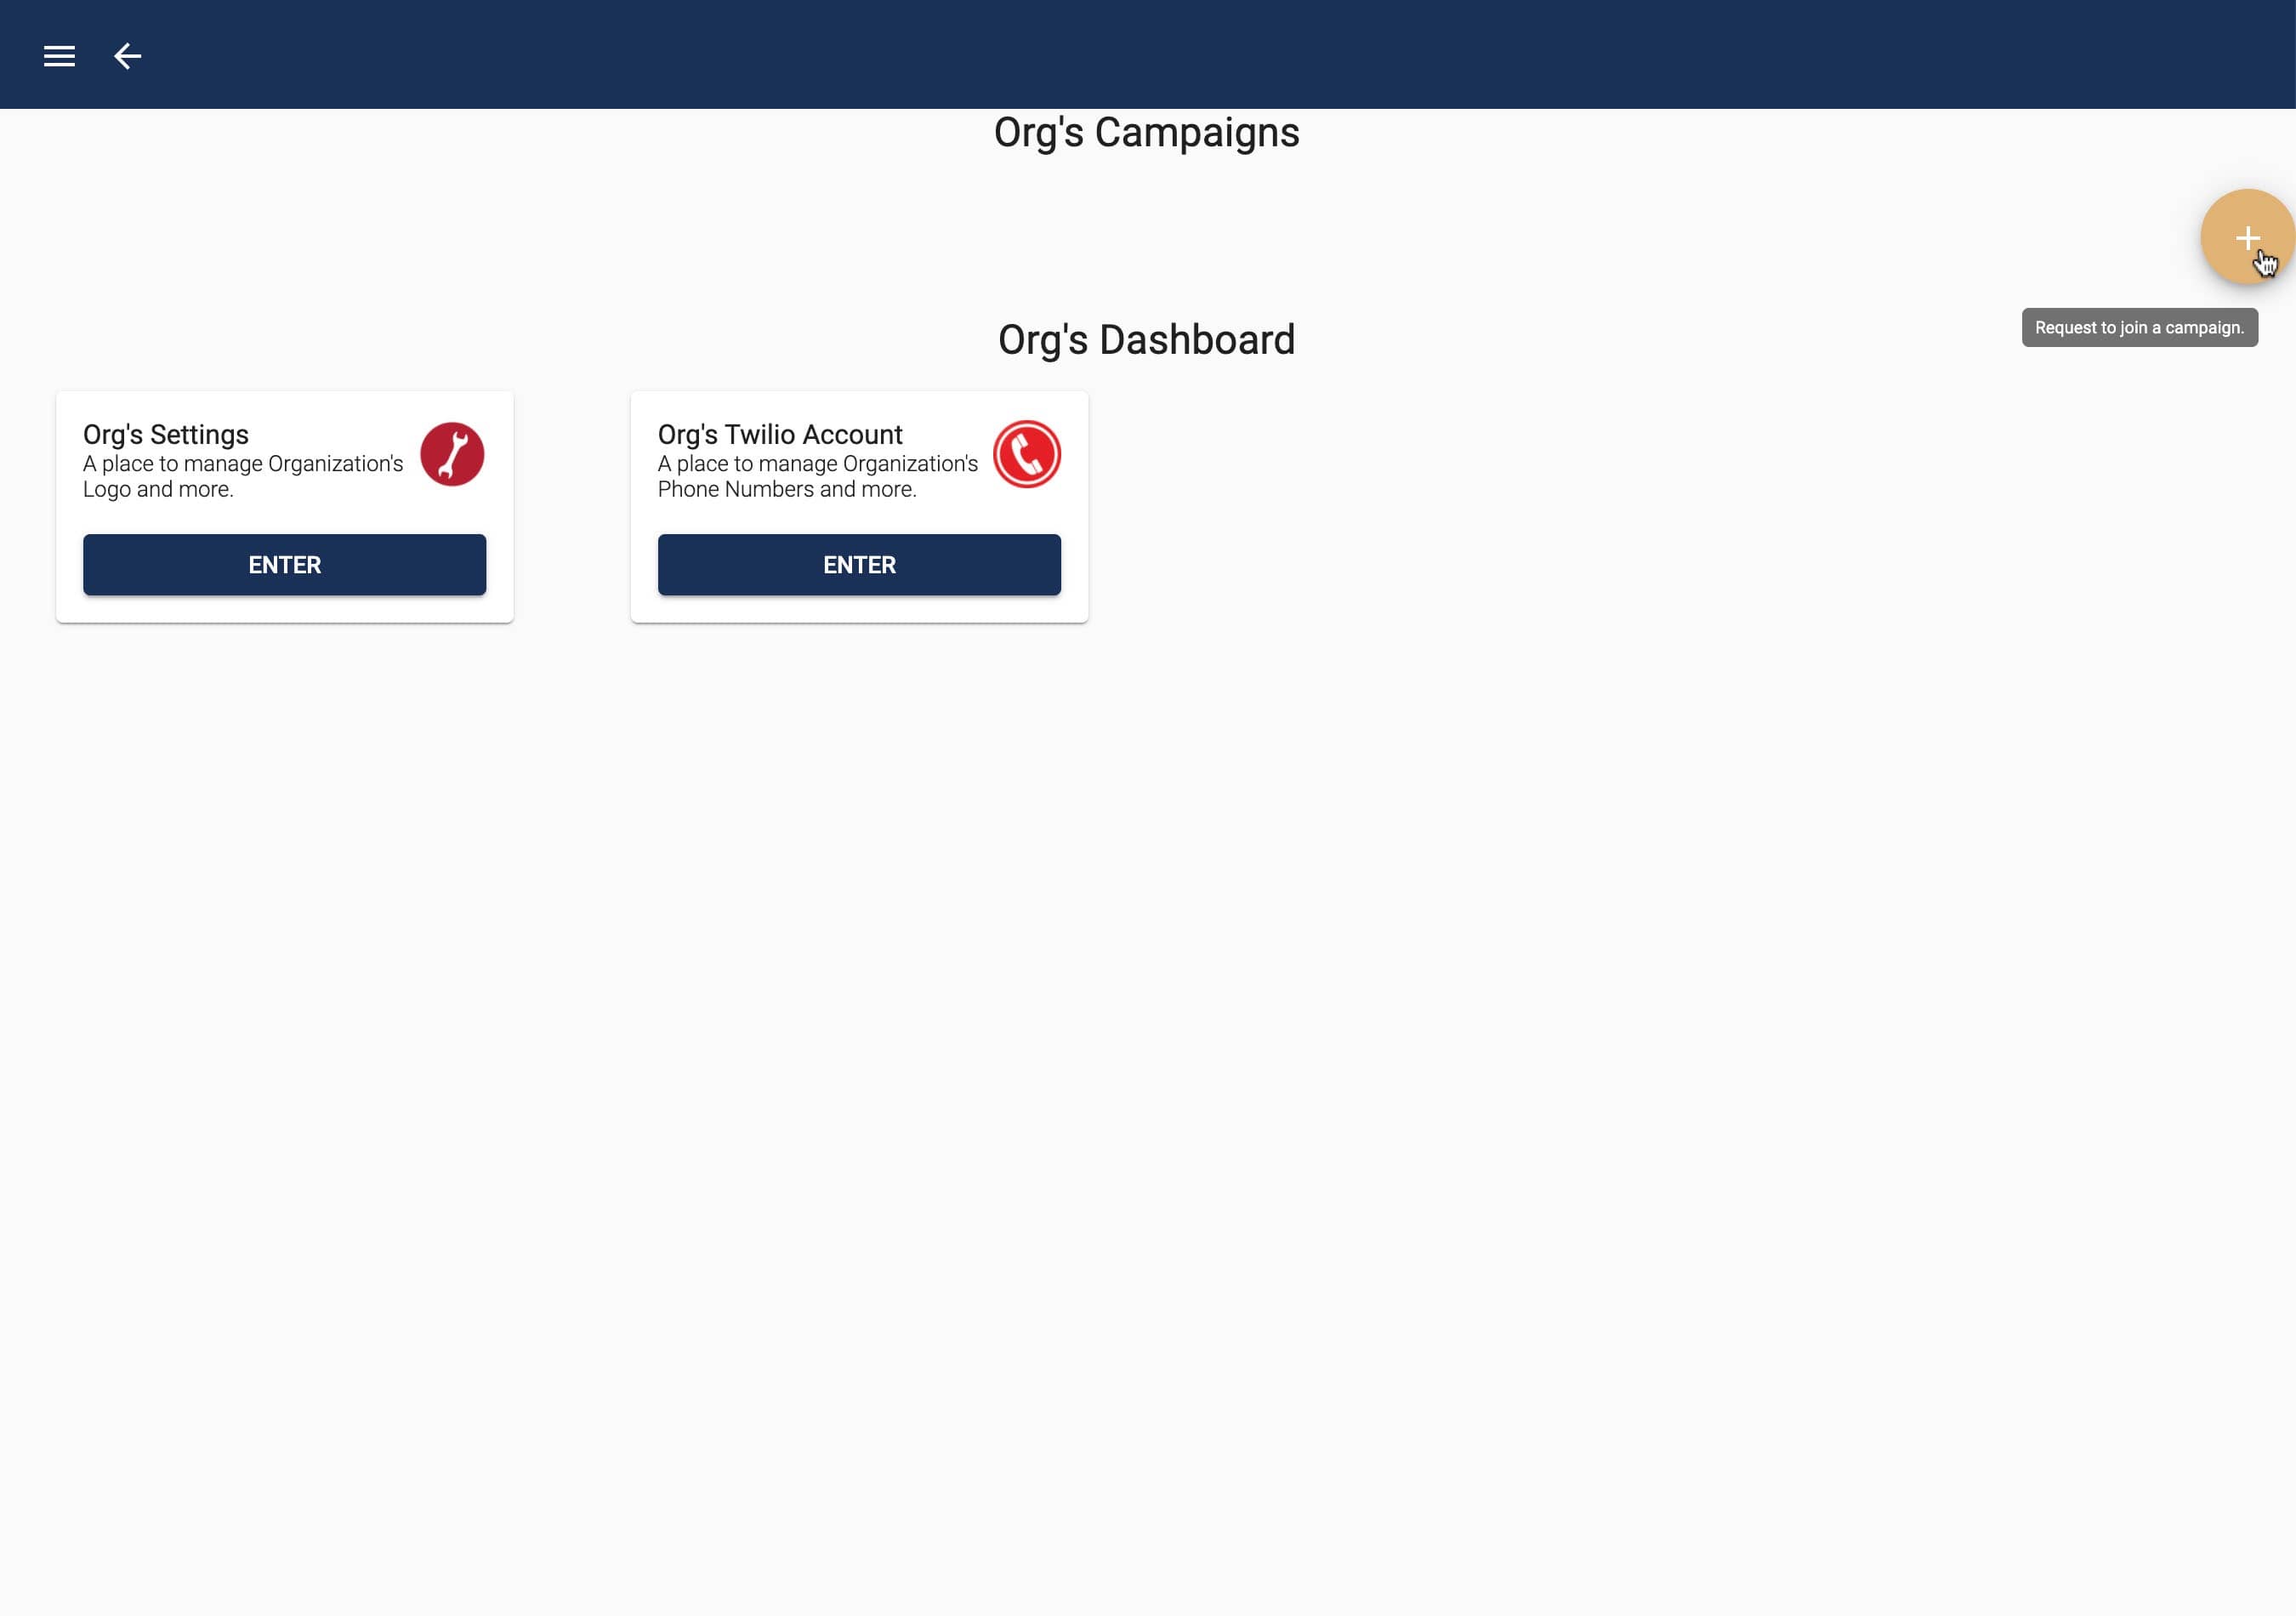 Org's Campaigns
+
Request to join a campaign.
Org's Dashboard
Org's Settings
A place to manage Organization's
Logo and more.
ENTER
Org's Twilio Account
A place to manage Organization's
Phone Numbers and more.
ENTER